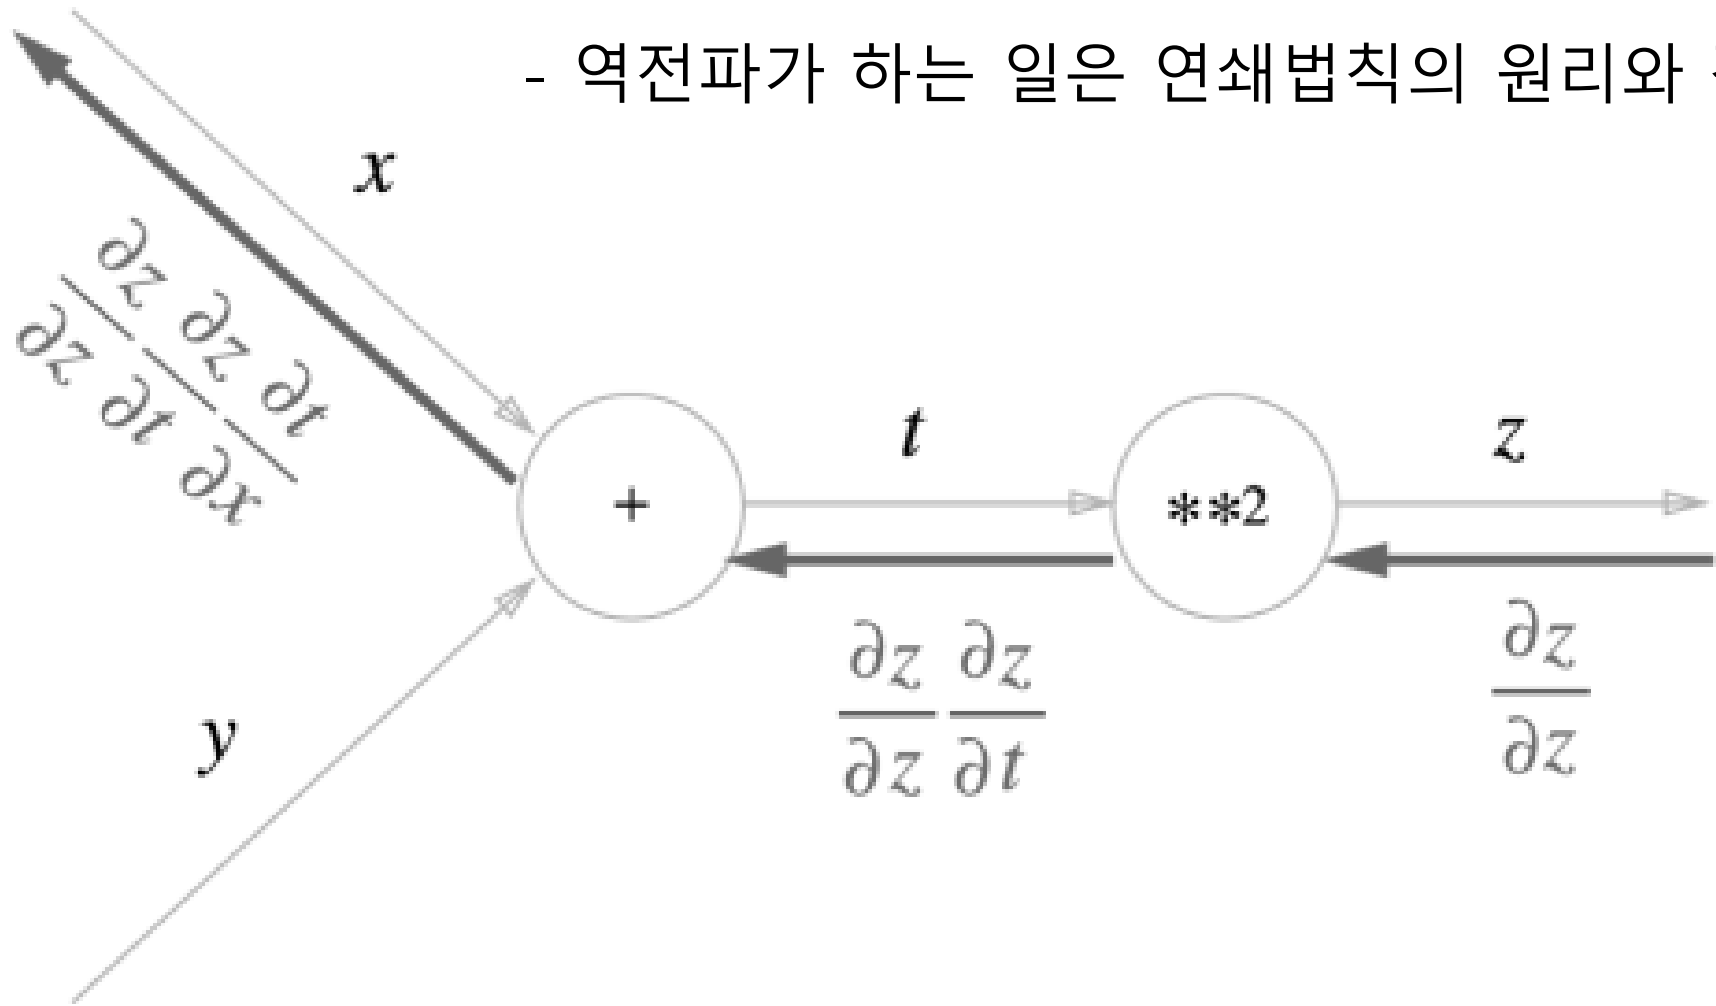 - 역전파가 하는 일은 연쇄법칙의 원리와
x
∂z/∂z ∂z/∂t ∂t/∂x
+
t
**2
z
y
∂z/∂z ∂z/∂t
∂z/∂z